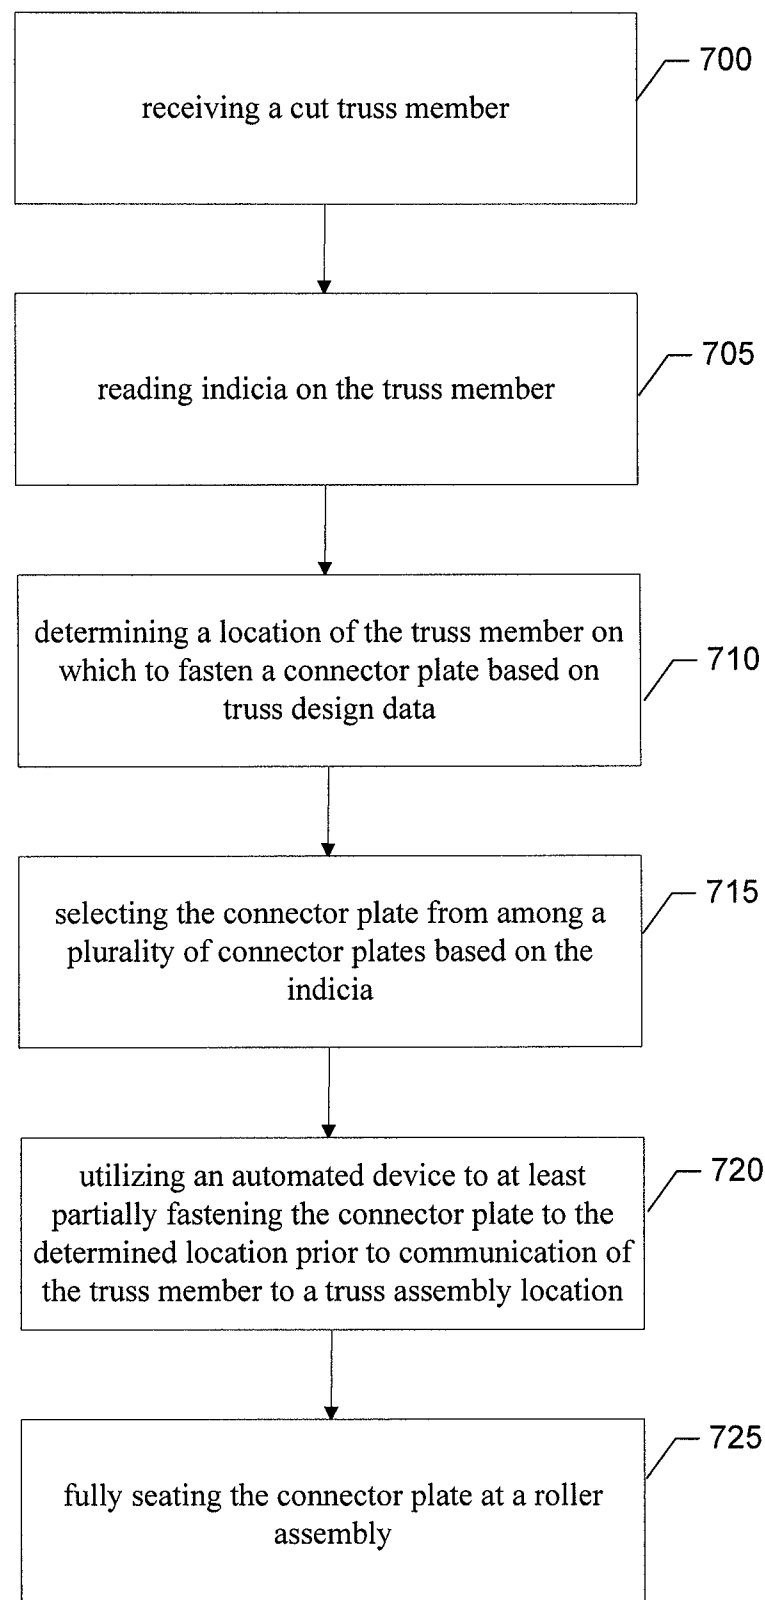 receiving a cut truss member
700
reading indicia on the truss member
705
determining a location of the truss member on
which to fasten a connector plate based on
truss design data
710
selecting the connector plate from among a
plurality of connector plates based on the
indicia
715
utilizing an automated device to at least
partially fastening the connector plate to the
determined location prior to communication of
the truss member to a truss assembly location
720
fully seating the connector plate at a roller
assembly
725